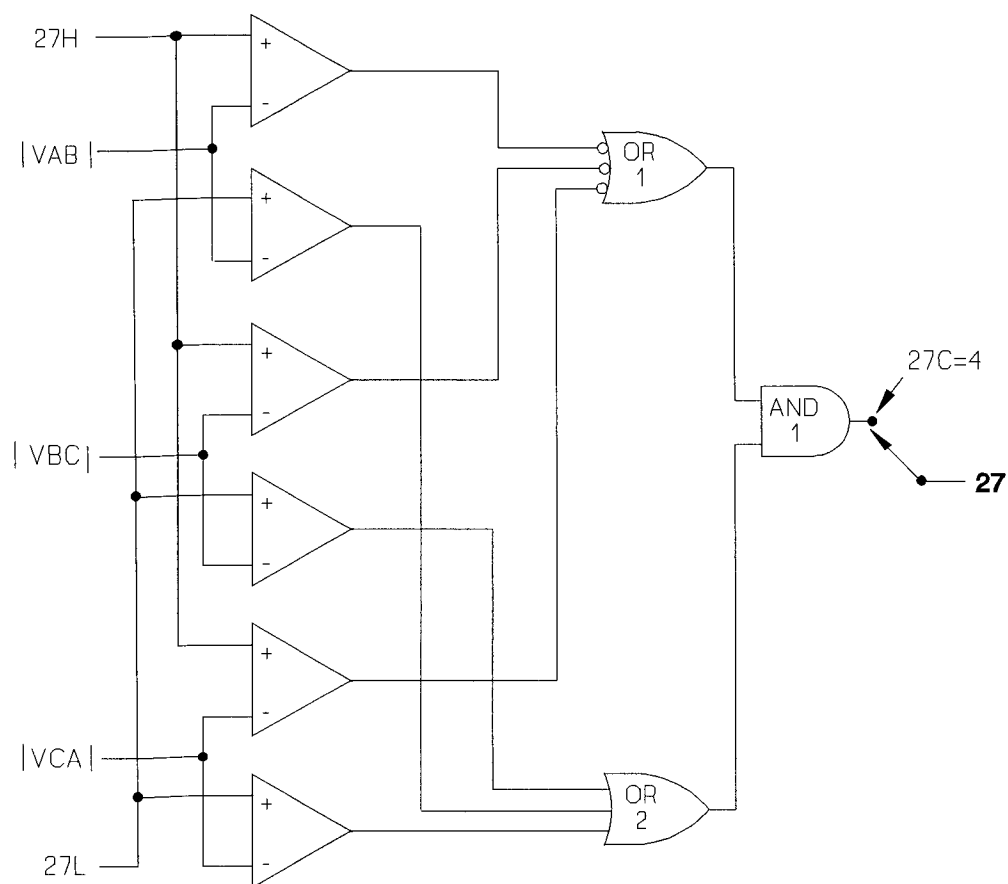 27H
+
-
|VAB|
+
-
OR
1
+
-
|VBC|
+
-
27C=4
AND
1
27
+
-
|VCA|
+
-
OR
2
27L